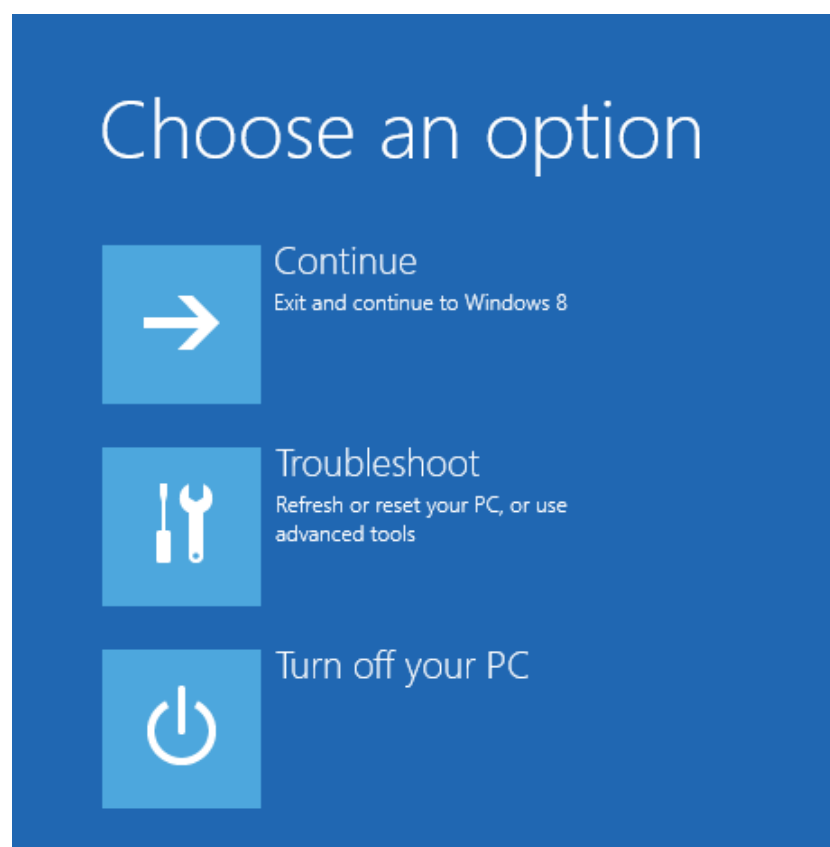 Choose an option
Continue
Exit and continue to Windows 8
Troubleshoot
Refresh or reset your PC, or use
advanced tools
Turn off your PC